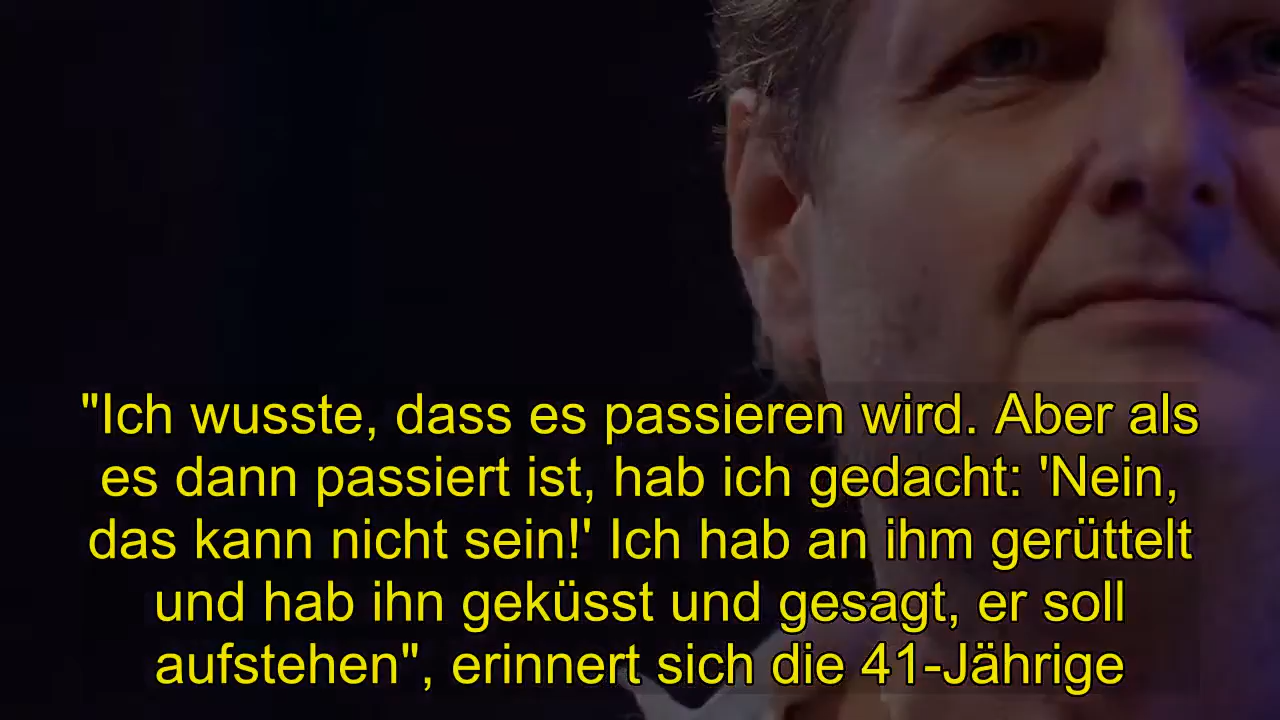 "Ich wusste, dass es passieren wird. Aber als
es dann passiert ist, hab ich gedacht: 'Nein,
das kann nicht sein!' Ich hab an ihm gerüttelt
und hab ihn geküsst und gesagt, er soll
aufstehen", erinnert sich die 41-Jährige